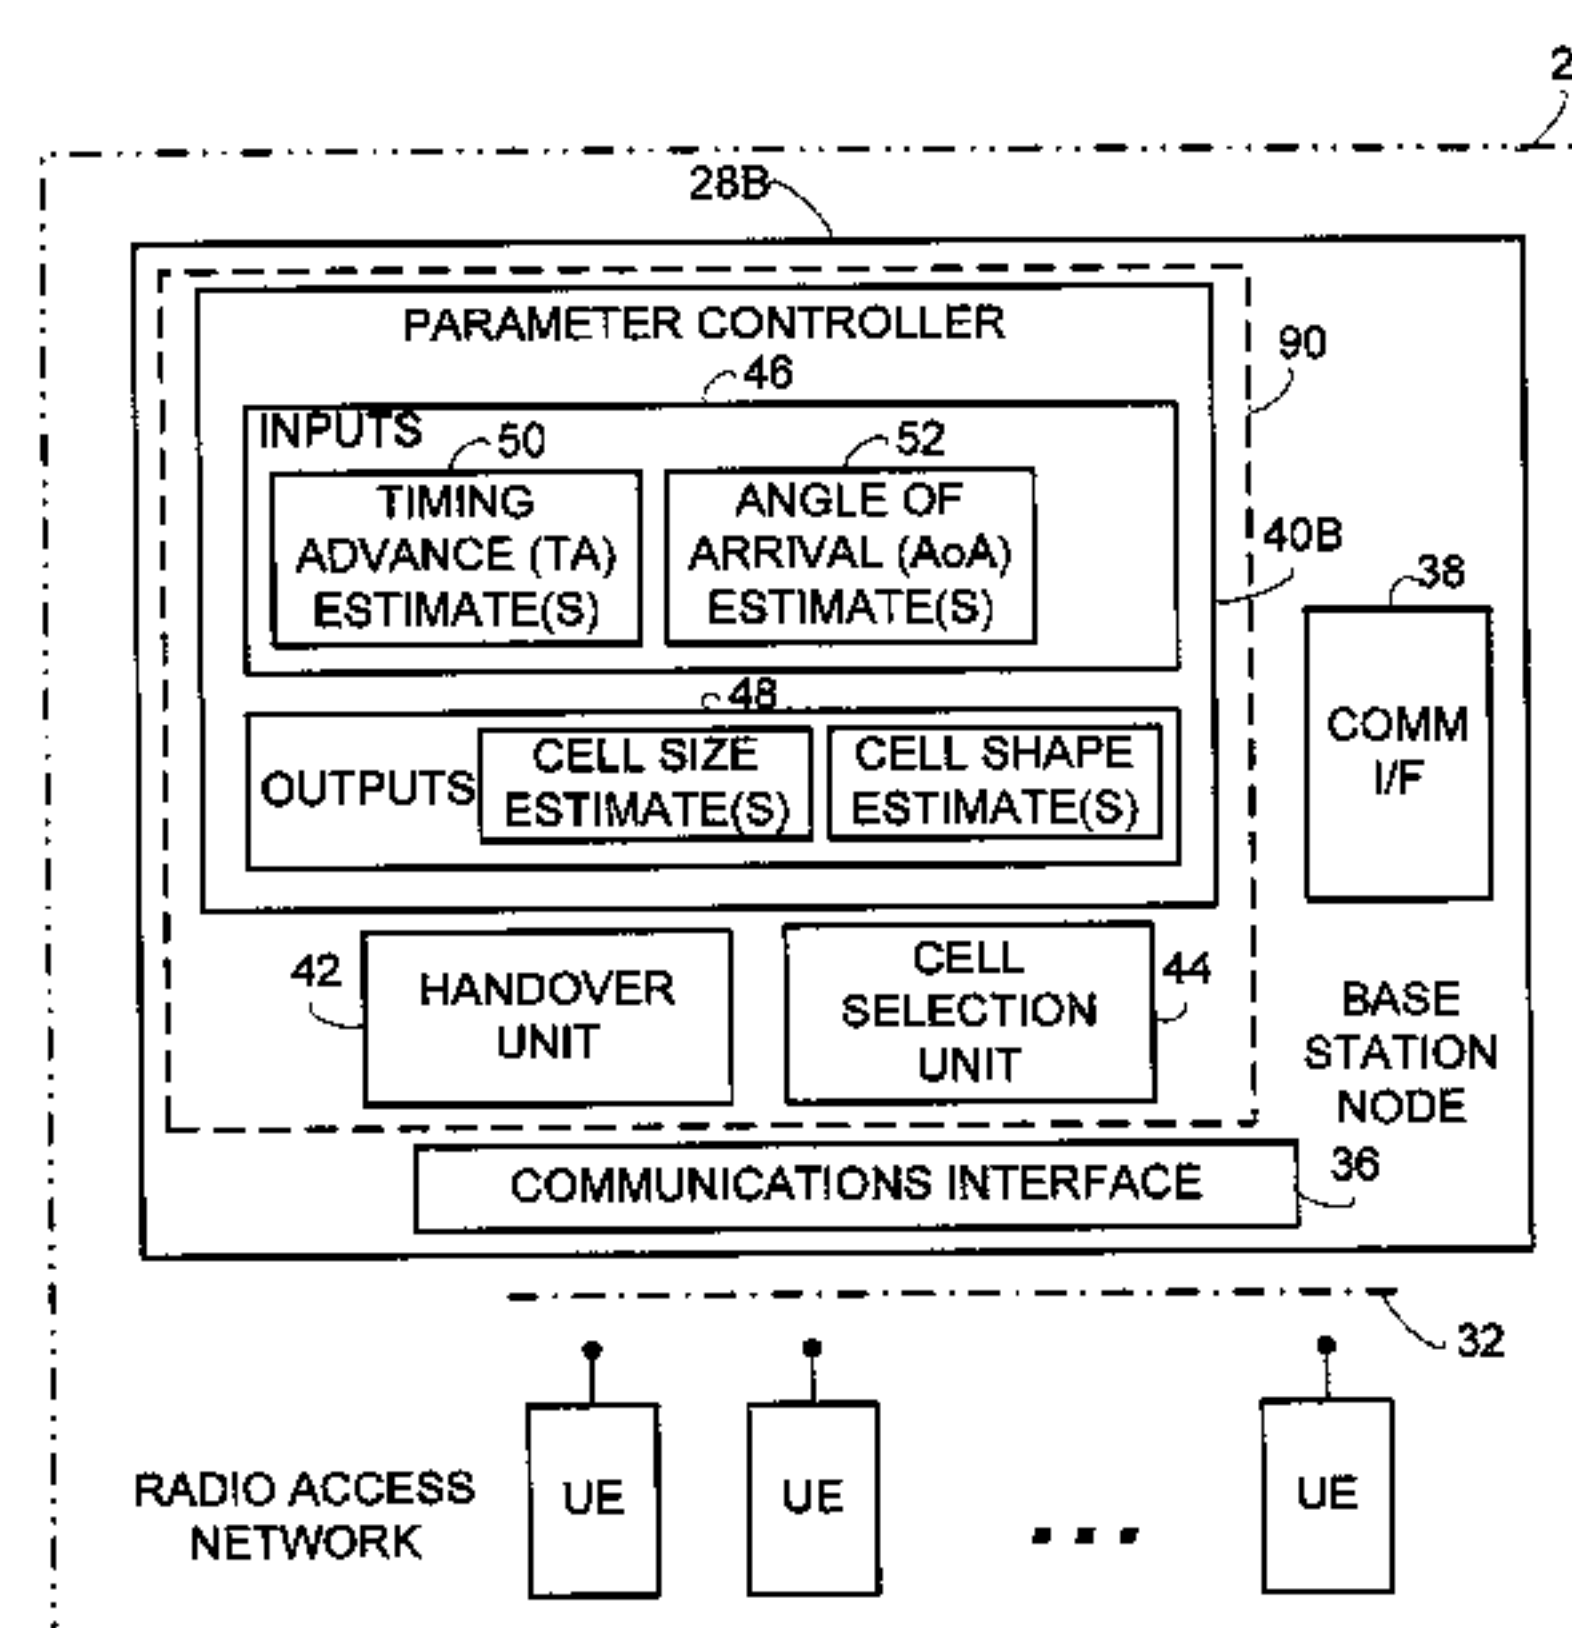 2
28B
PARAMETER CONTROLLER
46
90
INPUTS
50
52
TIMING
ADVANCE (TA)
ESTIMATE(S)
ANGLE OF
ARRIVAL (AoA)
ESTIMATE(S)
40B
38
48
COMM
I/F
OUTPUTS
CELL SIZE
ESTIMATE(S)
CELL SHAPE
ESTIMATE(S)
42
HANDOVER
UNIT
CELL
SELECTION
UNIT
44
BASE
STATION
NODE
COMMUNICATIONS INTERFACE
36
32
RADIO ACCESS
NETWORK
UE
UE
UE